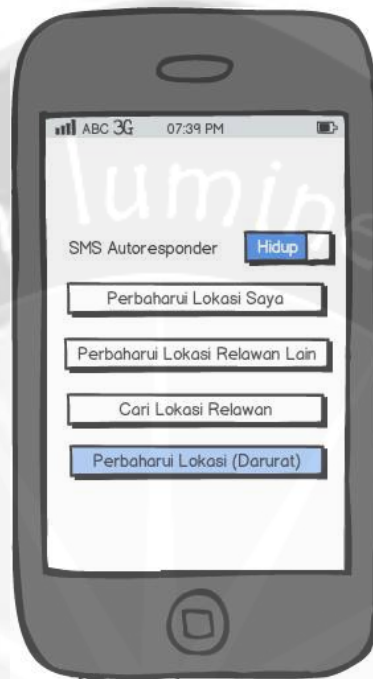 ABC 3G 07:39 PM
lumin
SMS Autoresponder Hidup
Perbaharui Lokasi Saya
Perbaharui Lokasi Relawan Lain
Cari Lokasi Relawan
Perbaharui Lokasi (Darurat)